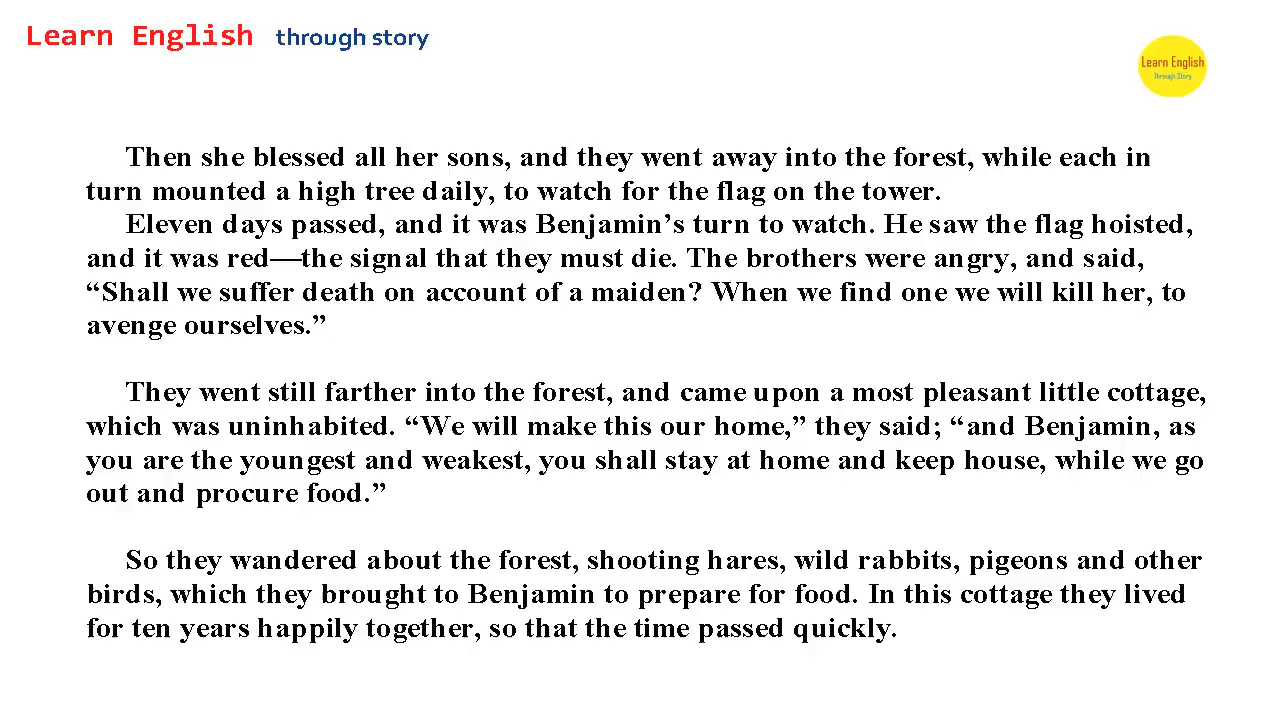 Learn English through story
Learn English
Through Story
Then she blessed all her sons, and they went away into the forest, while each in
turn mounted a high tree daily, to watch for the flag on the tower.
Eleven days passed, and it was Benjamin’s turn to watch. He saw the flag hoisted,
and it was red—the signal that they must die. The brothers were angry, and said,
“Shall we suffer death on account of a maiden? When we find one we will kill her, to
avenge ourselves.”
They went still farther into the forest, and came upon a most pleasant little cottage,
which was uninhabited. “We will make this our home,” they said; “and Benjamin, as
you are the youngest and weakest, you shall stay at home and keep house, while we go
out and procure food.”
So they wandered about the forest, shooting hares, wild rabbits, pigeons and other
birds, which they brought to Benjamin to prepare for food. In this cottage they lived
for ten years happily together, so that the time passed quickly.